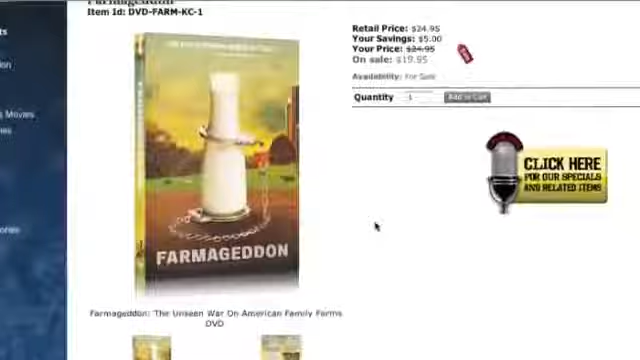 Farmageddon
Item Id: DVD-FARM-KC-1
Retail Price: $24.95
Your Savings: $5.00
Your Price: $24.95
On sale: $19.95
Availability: For Sale
Quantity 1 Add to Cart
Movies
CLICK HERE
FOR OUR SPECIALS
AND RELATED ITEMS
FARMAGEDDON
Farmageddon: The Unseen War On American Family Farms
DVD